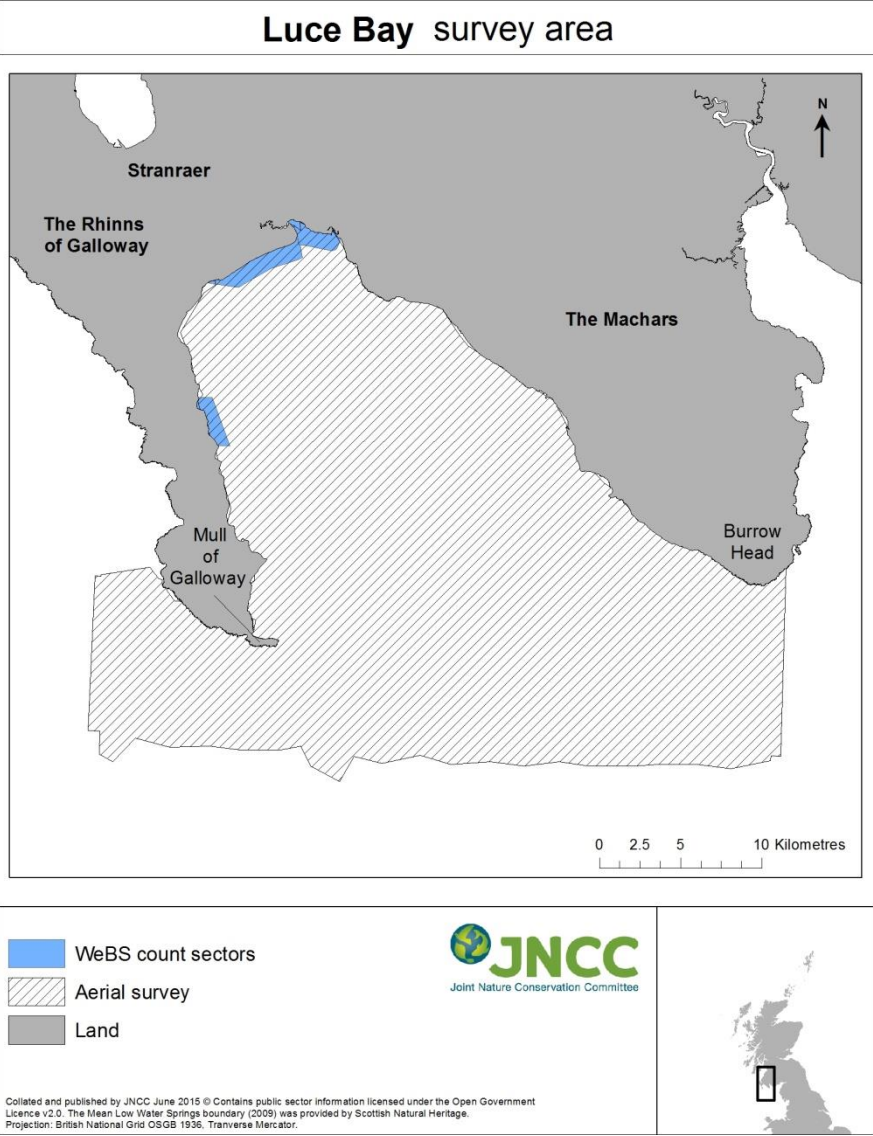 Luce Bay survey area
N
Stranraer
The Rhinns
of Galloway
The Machars
Burrow
Head
Mull
of
Galloway
0 2.5 5 10 Kilometres
WeBS count sectors
Aerial survey
Land
JNCC
Joint Nature Conservation Committee
Collated and published by JNCC June 2015 © Contains public sector information licensed under the Open Government
Licence v2.0. The Mean Low Water Springs boundary (2009) was provided by Scottish Natural Heritage.
Projection: British National Grid OSGB 1936, Tranverse Mercator.